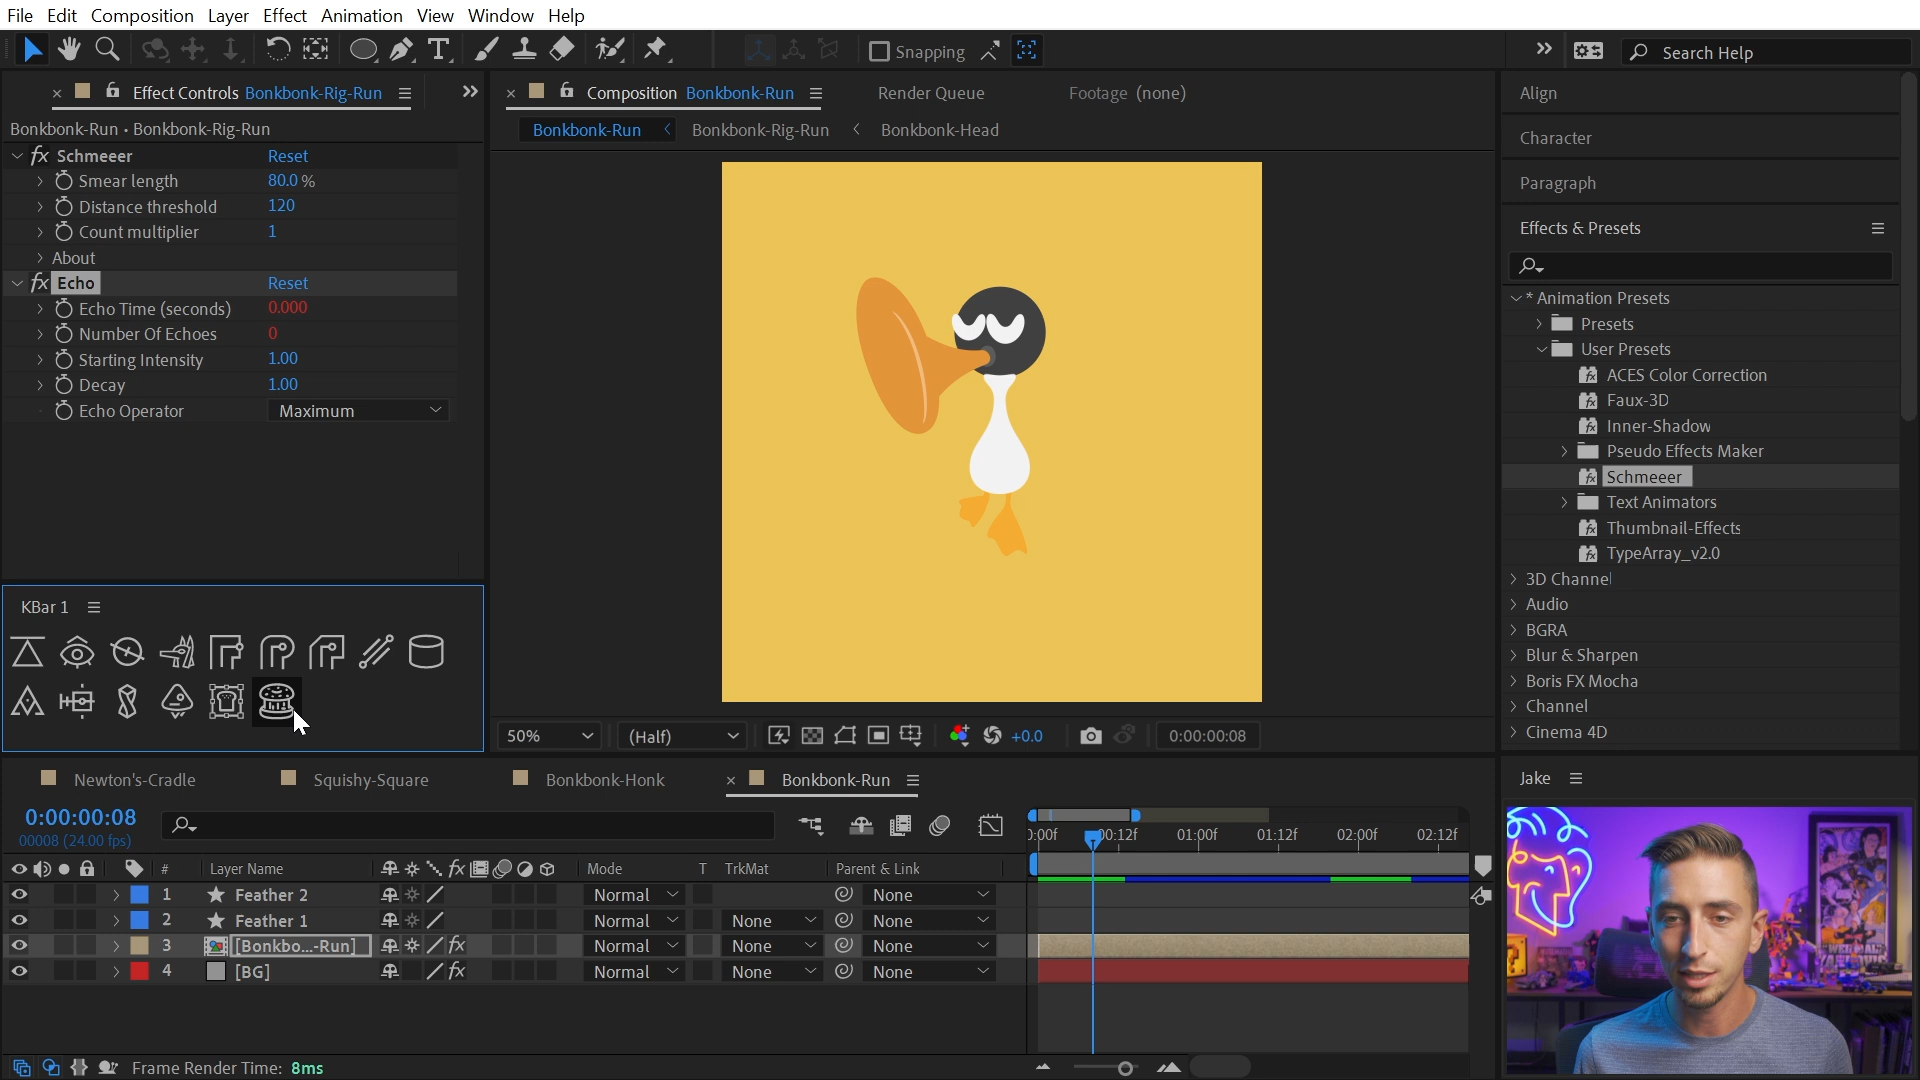 File Edit Composition Layer Effect Animation View Window Help
Snapping
Search Help
Effect Controls Bonkbonk-Rig-Run
Bonkbonk-Run • Bonkbonk-Rig-Run
fx Schmeeer Reset
Smear length 80.0 %
Distance threshold 120
Count multiplier 1
About
fx Echo Reset
Echo Time (seconds) 0.000
Number Of Echoes 0
Starting Intensity 1.00
Decay 1.00
Echo Operator Maximum
KBar 1
Composition Bonkbonk-Run Render Queue Footage (none)
Bonkbonk-Run Bonkbonk-Rig-Run Bonkbonk-Head
50% (Half) +0.0 0:00:00:08
Align
Character
Paragraph
Effects & Presets
* Animation Presets
Presets
User Presets
ACES Color Correction
Faux-3D
Inner-Shadow
Pseudo Effects Maker
Schmeeer
Text Animators
Thumbnail-Effects
TypeArray_v2.0
3D Channel
Audio
BGRA
Blur & Sharpen
Boris FX Mocha
Channel
Cinema 4D
Jake
Newton's-Cradle Squishy-Square Bonkbonk-Honk Bonkbonk-Run
0:00:00:08
00008 (24.00 fps)
00:12f 01:00f 01:12f 02:00f 02:12f
# Layer Name fx Mode T TrkMat Parent & Link
1 Feather 2 Normal None
2 Feather 1 Normal None None
3 [Bonkbo...-Run] fx Normal None None
4 [BG] fx Normal None None
Frame Render Time: 8ms